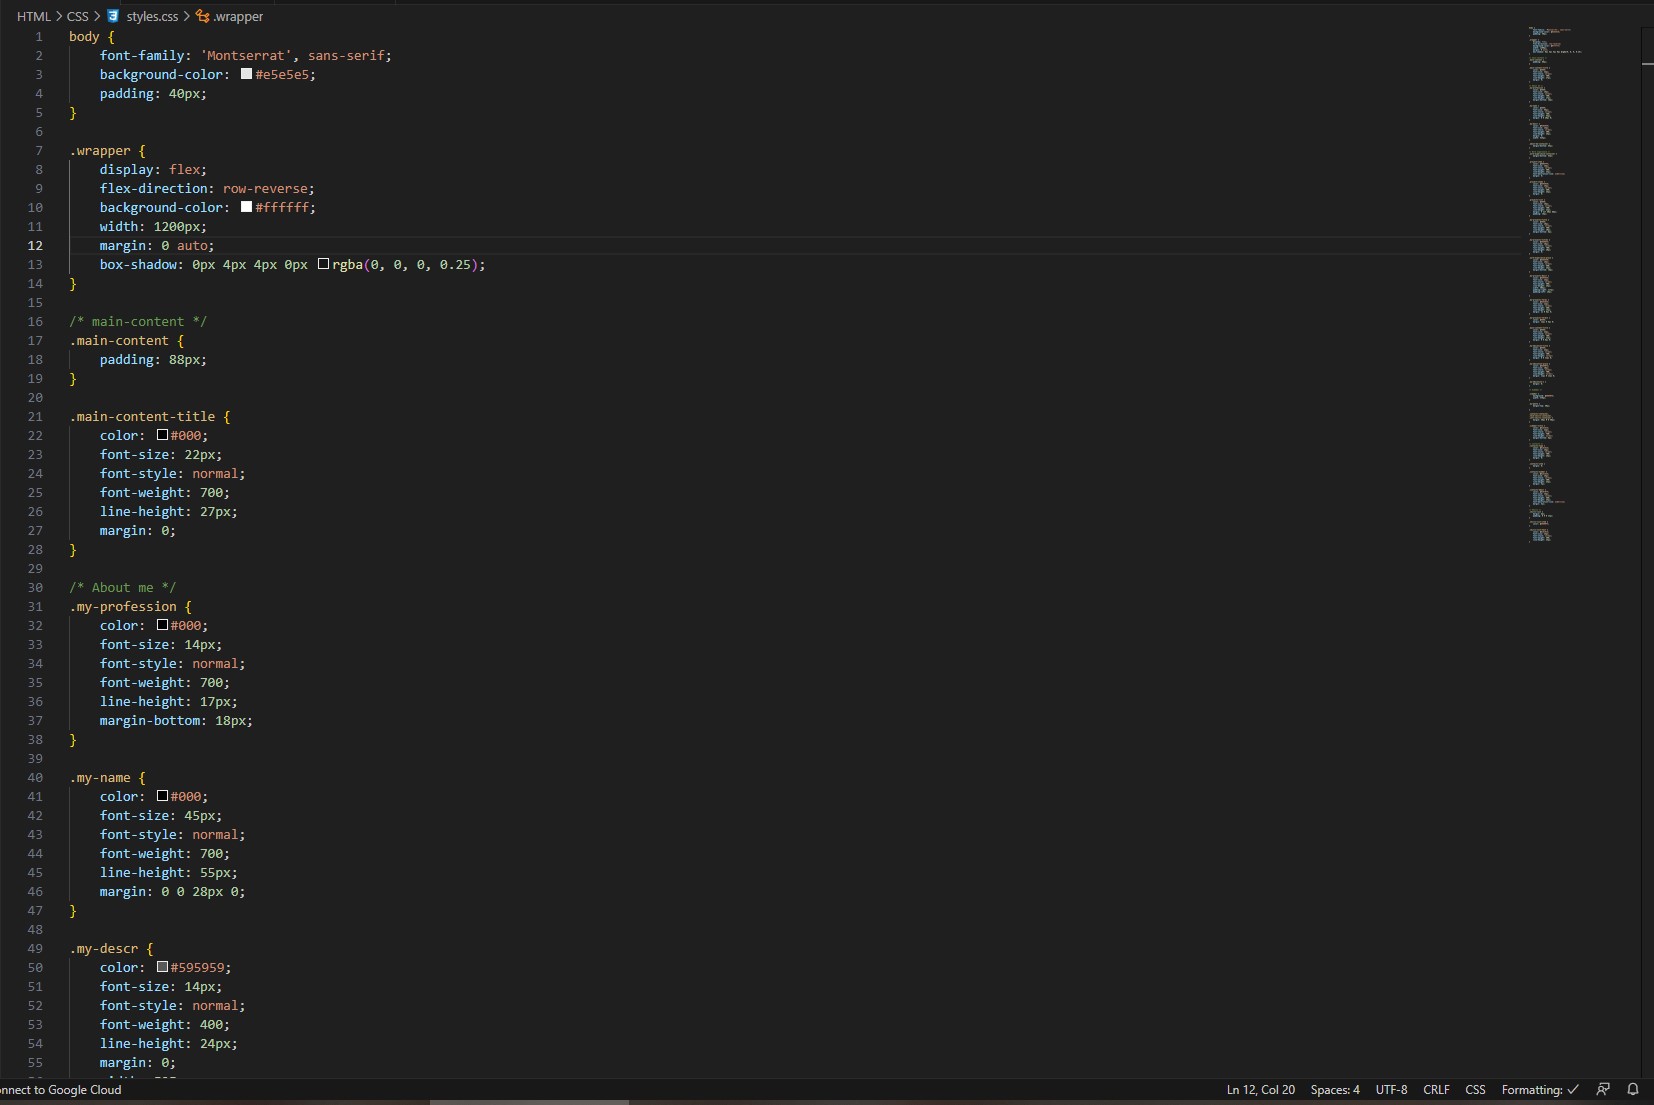 HTML > CSS > styles.css > .wrapper
1 body {
2 font-family: 'Montserrat', sans-serif;
3 background-color: #e5e5e5;
4 padding: 40px;
5 }
6
7 .wrapper {
8 display: flex;
9 flex-direction: row-reverse;
10 background-color: #ffffff;
11 width: 1200px;
12 margin: 0 auto;
13 box-shadow: 0px 4px 4px 0px rgba(0, 0, 0, 0.25);
14 }
15
16 /* main-content */
17 .main-content {
18 padding: 88px;
19 }
20
21 .main-content-title {
22 color: #000;
23 font-size: 22px;
24 font-style: normal;
25 font-weight: 700;
26 line-height: 27px;
27 margin: 0;
28 }
29
30 /* About me */
31 .my-profession {
32 color: #000;
33 font-size: 14px;
34 font-style: normal;
35 font-weight: 700;
36 line-height: 17px;
37 margin-bottom: 18px;
38 }
39
40 .my-name {
41 color: #000;
42 font-size: 45px;
43 font-style: normal;
44 font-weight: 700;
45 line-height: 55px;
46 margin: 0 0 28px 0;
47 }
48
49 .my-descr {
50 color: #595959;
51 font-size: 14px;
52 font-style: normal;
53 font-weight: 400;
54 line-height: 24px;
55 margin: 0;
onnect to Google Cloud
Ln 12, Col 20 Spaces: 4 UTF-8 CRLF CSS Formatting: ✓